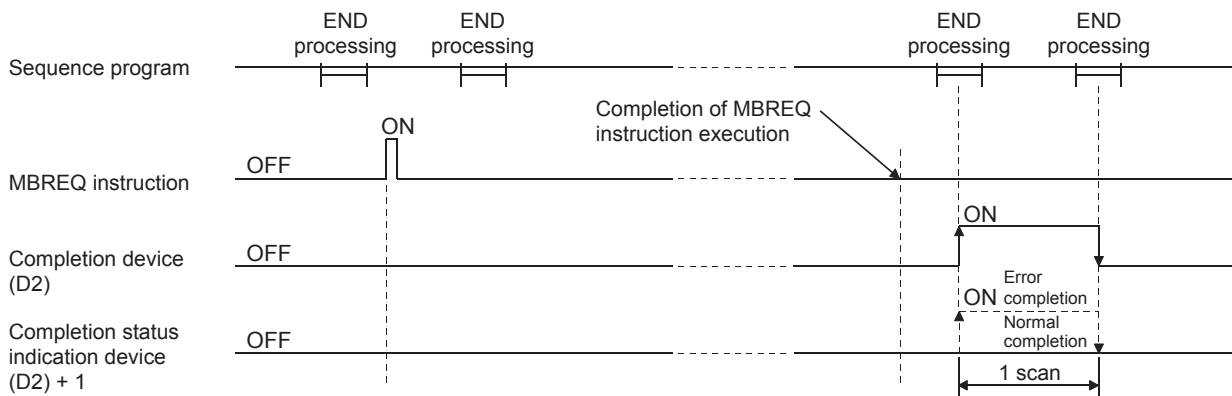 END
processing
END
processing
END
processing
END
processing
Sequence program
Completion of MBREQ
instruction execution
ON
OFF
MBREQ instruction
ON
OFF
Completion device
(D2)
Error
completion
ON
Normal
completion
OFF
Completion status
indication device
(D2) + 1
1 scan